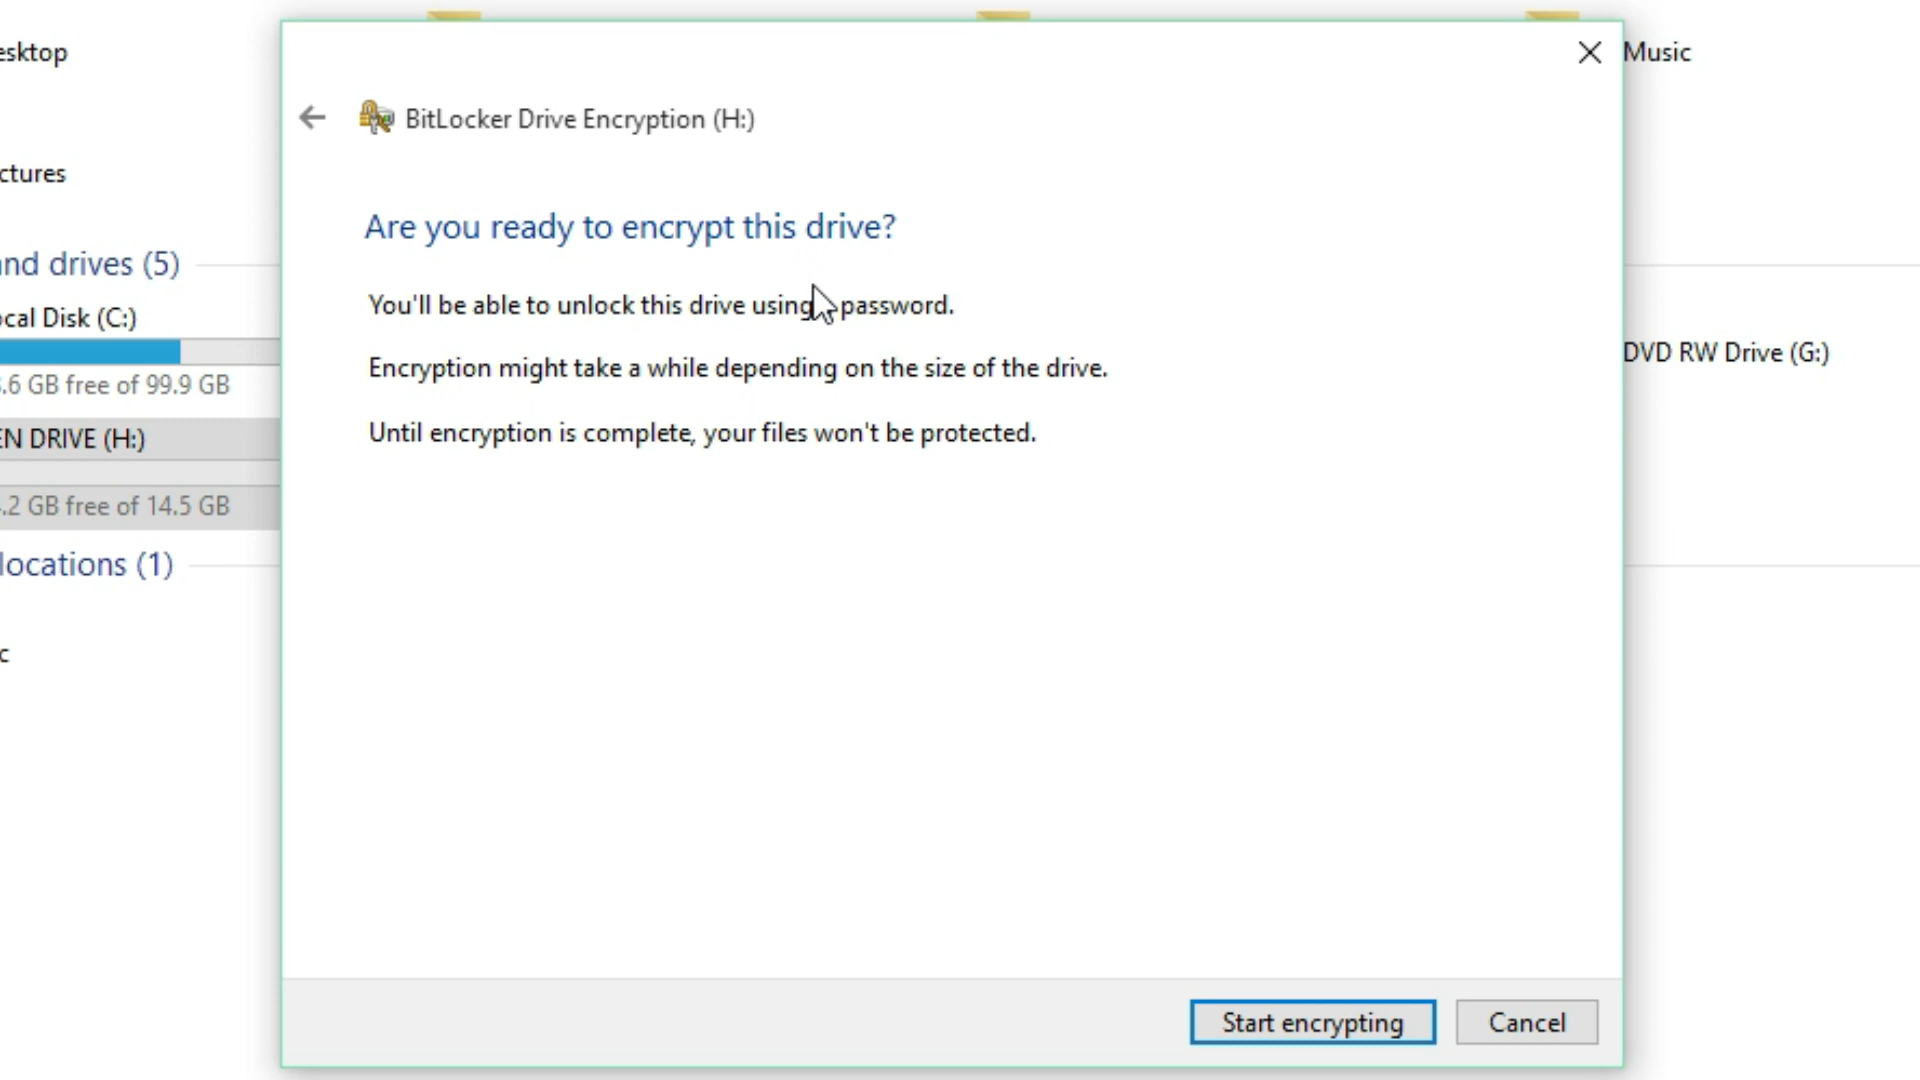 esktop
Music
BitLocker Drive Encryption (H:)
ctures
Are you ready to encrypt this drive?
and drives (5)
You'll be able to unlock this drive using password.
ocal Disk (C:)
DVD RW Drive (G:)
Encryption might take a while depending on the size of the drive.
.6 GB free of 99.9 GB
Until encryption is complete, your files won't be protected.
EN DRIVE (H:)
.2 GB free of 14.5 GB
locations (1)
c
Start encrypting
Cancel